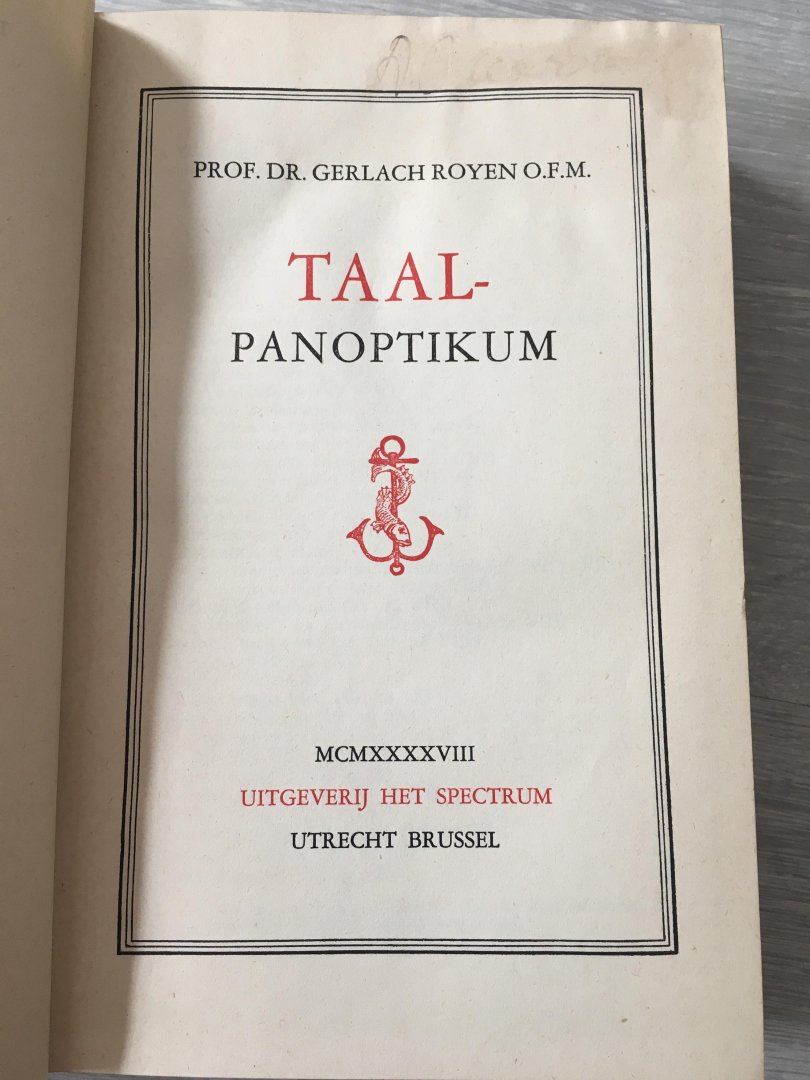 PROF. DR. GERLACH ROYEN O.F.M.
TAAL-
PANOPTIKUM
MCMXXXXVIII
UITGEVERIJ HET SPECTRUM
UTRECHT BRUSSEL